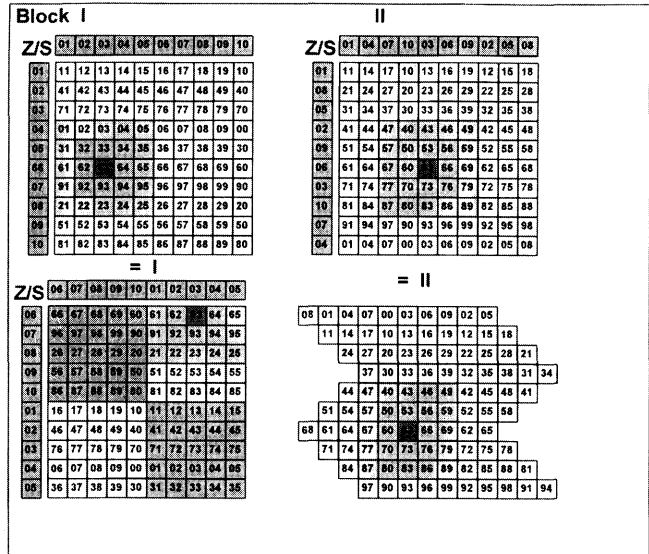 Block I
Z/S 01 02 03 04 05 06 07 08 09 10
01 11 12 13 14 15 16 17 18 19 10
02 41 42 43 44 45 46 47 48 49 40
03 71 72 73 74 75 76 77 78 79 70
04 01 02 03 04 05 06 07 08 09 00
05 31 32 33 34 35 36 37 38 39 30
06 61 62 64 65 66 67 68 69 60
07 91 92 93 94 95 96 97 98 99 90
08 21 22 23 24 25 26 27 28 29 20
09 51 52 53 54 55 56 57 58 59 50
10 81 82 83 84 85 86 87 88 89 80
II
Z/S 01 04 07 10 03 06 09 02 05 08
01 11 14 17 10 13 16 19 12 15 18
08 21 24 27 20 23 26 29 22 25 28
05 31 34 37 30 33 36 39 32 35 38
02 41 44 47 40 43 46 49 42 45 48
09 51 54 57 50 53 56 59 52 55 58
06 61 64 67 60 66 69 62 65 68
03 71 74 77 70 73 76 79 72 75 78
10 81 84 87 80 83 86 89 82 85 88
07 91 94 97 90 93 96 99 92 95 98
04 01 04 07 00 03 06 09 02 05 08
= I
Z/S 06 07 08 09 10 01 02 03 04 05
06 66 67 68 69 60 61 62 64 65
07 96 97 98 99 90 91 92 93 94 95
08 26 27 28 29 20 21 22 23 24 25
09 56 57 58 59 50 51 52 53 54 55
10 86 87 88 89 80 81 82 83 84 85
01 16 17 18 19 10 11 12 13 14 15
02 46 47 48 49 40 41 42 43 44 45
03 76 77 78 79 70 71 72 73 74 75
04 06 07 08 09 00 01 02 03 04 05
05 36 37 38 39 30 31 32 33 34 35
= II
08 01 04 07 00 03 06 09 02 05
11 14 17 10 13 16 19 12 15 18
24 27 20 23 26 29 22 25 28 21
37 30 33 36 39 32 35 38 31 34
44 47 40 43 46 49 42 45 48 41
51 54 57 50 53 56 59 52 55 58
68 61 64 67 60 66 69 62 65
71 74 77 70 73 76 79 72 75 78
84 87 80 83 86 89 82 85 88 81
97 90 93 96 99 92 95 98 91 94